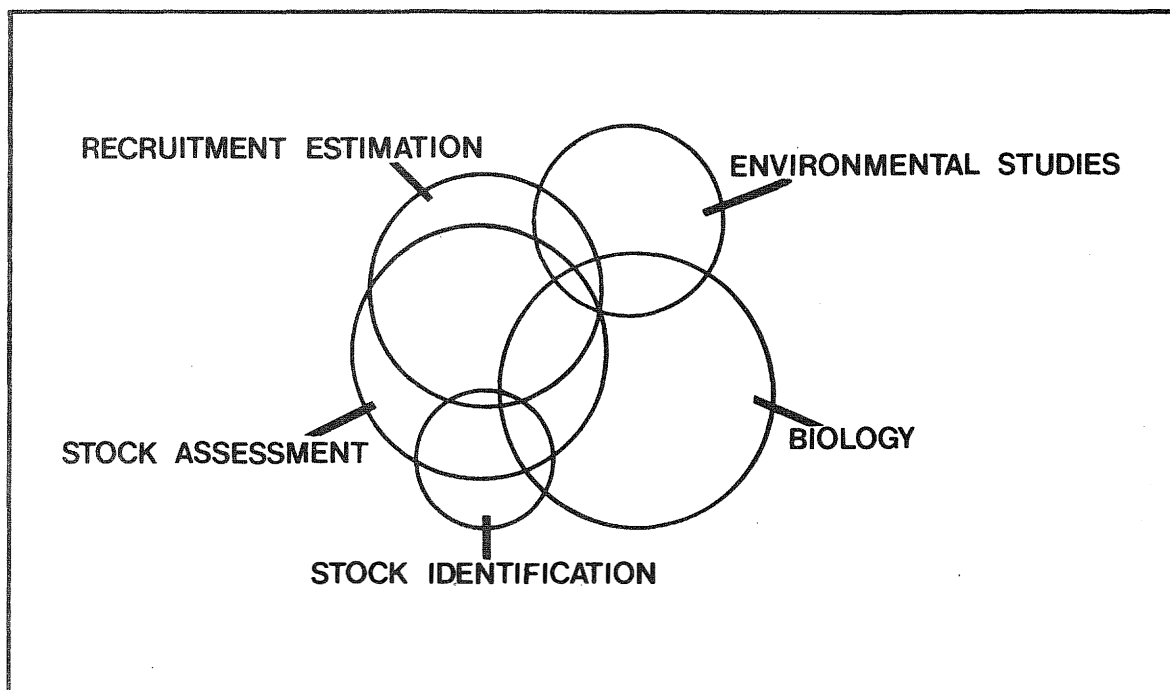 RECRUITMENT ESTIMATION
ENVIRONMENTAL STUDIES
STOCK ASSESSMENT
BIOLOGY
STOCK IDENTIFICATION